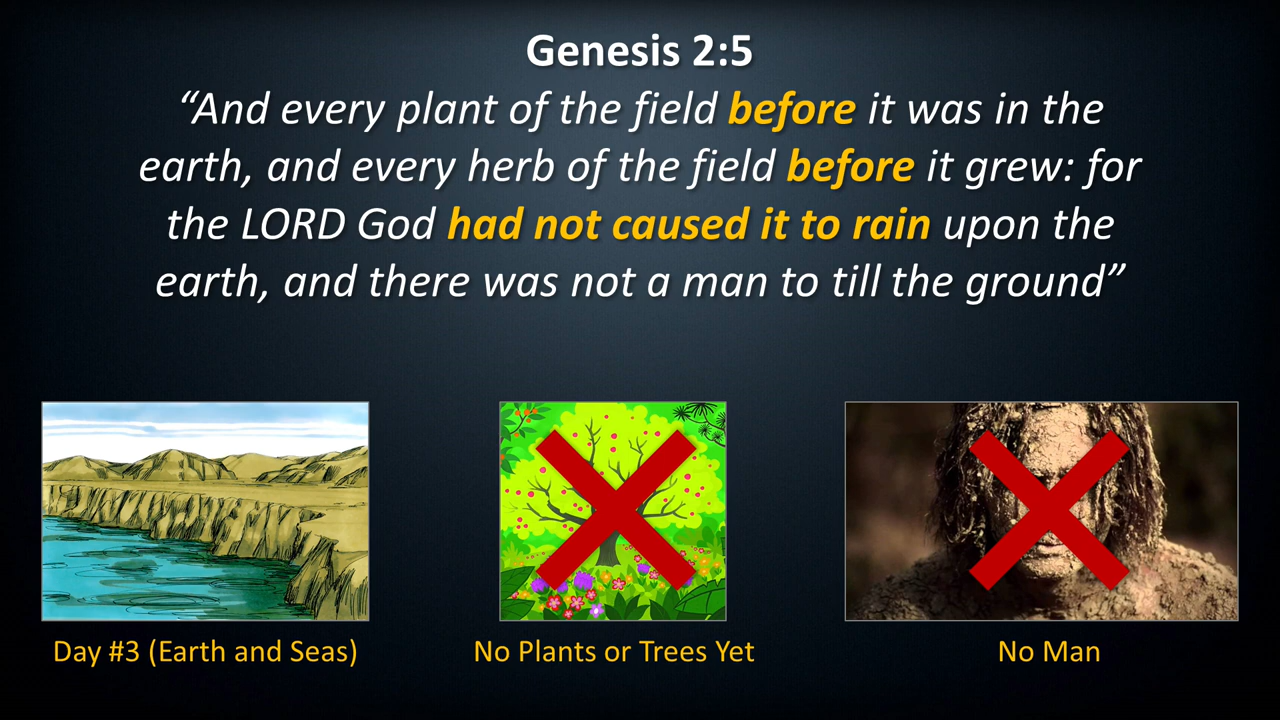 Genesis 2:5
“And every plant of the field before it was in the
earth, and every herb of the field before it grew: for
the LORD God had not caused it to rain upon the
earth, and there was not a man to till the ground”
Day #3 (Earth and Seas)
No Plants or Trees Yet
No Man